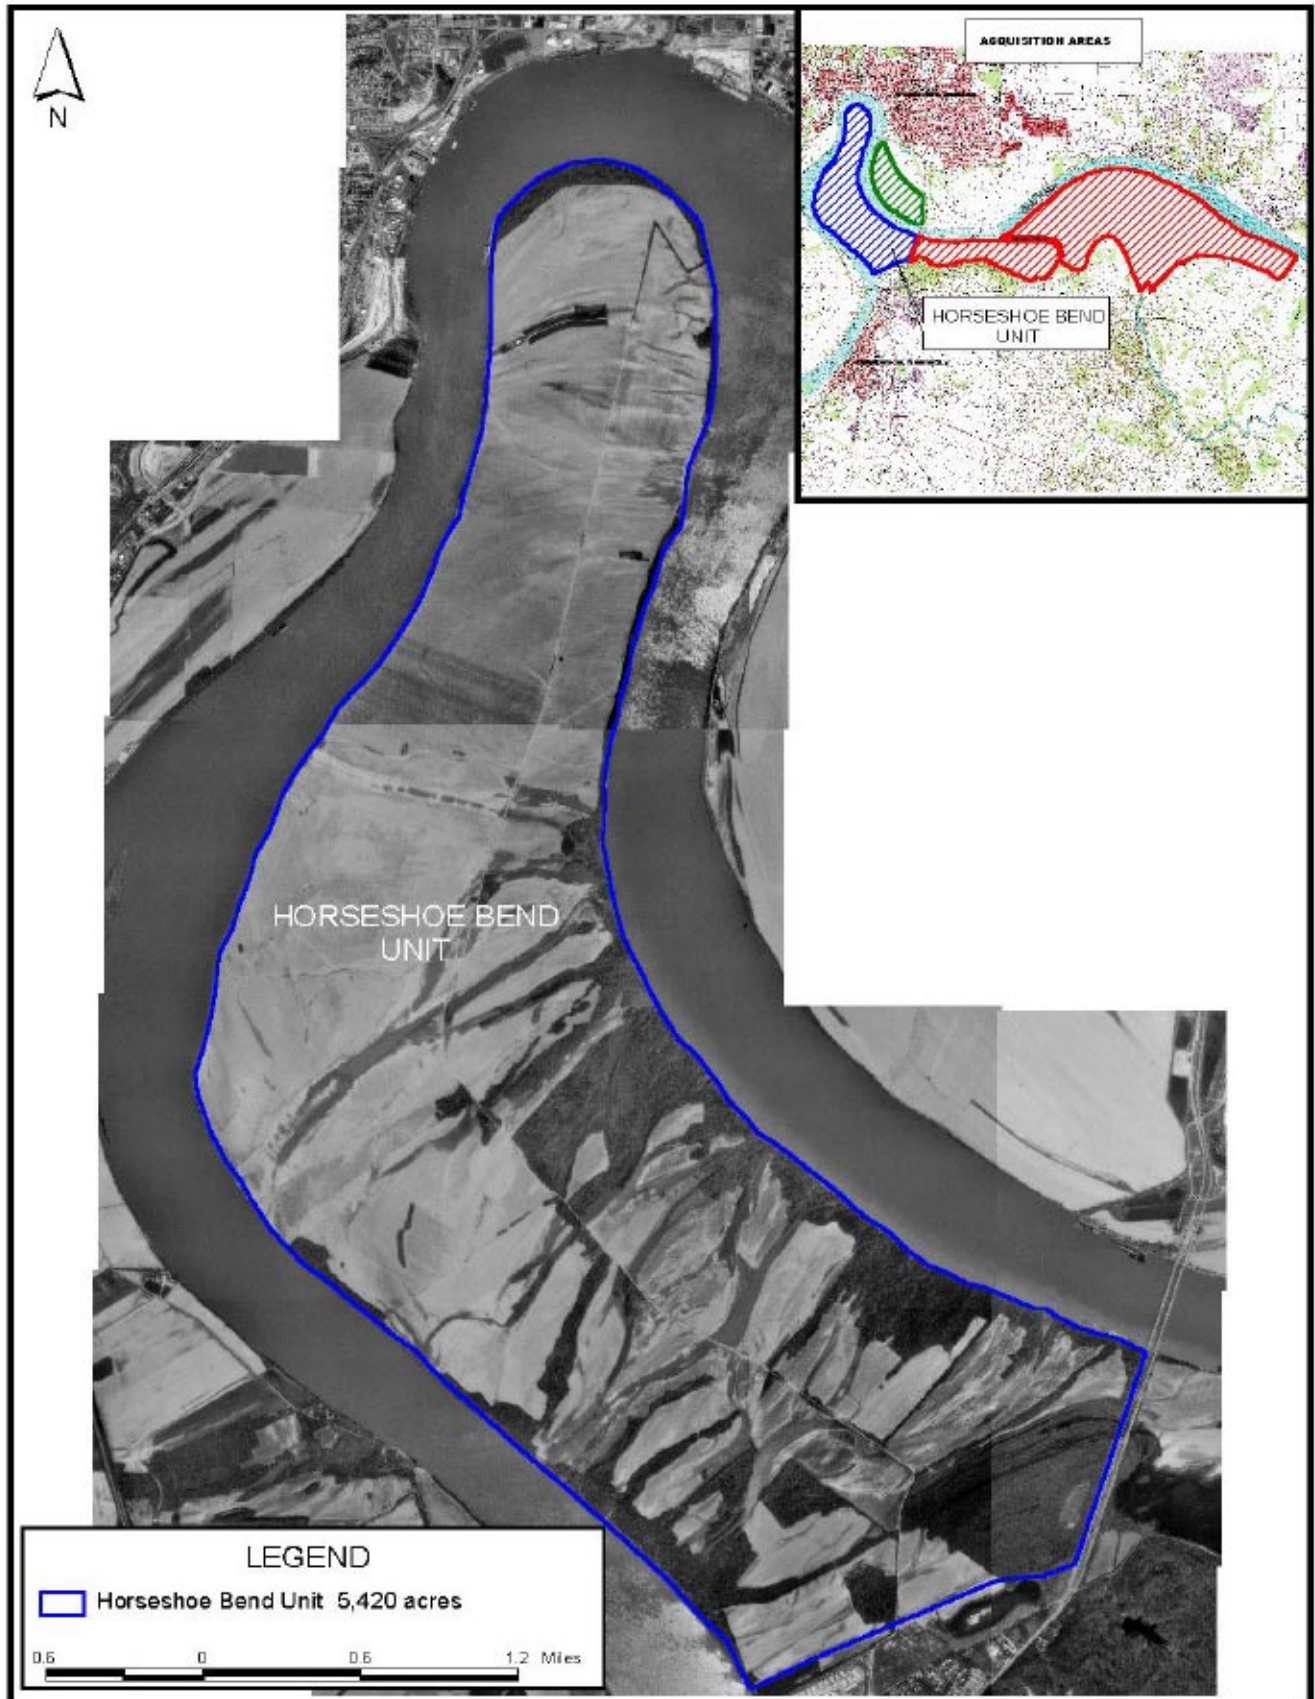 N
AGQUISITION AREAS
HORSESHOE BEND
UNIT
HORSESHOE BEND
UNIT
LEGEND
Horseshoe Bend Unit 5,420 acres
0.6 0 0.6 1.2 Miles